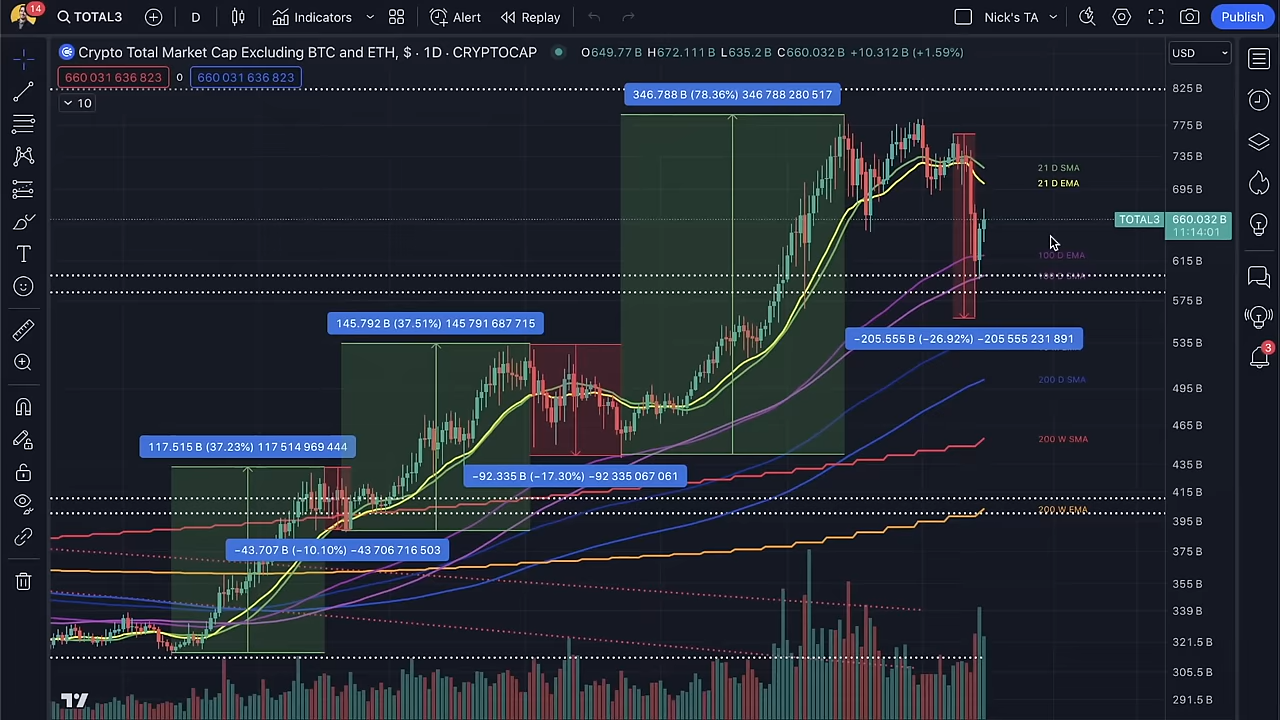 14
TOTAL3
D
Indicators
Alert
Replay
Nick's TA
Publish
Crypto Total Market Cap Excluding BTC and ETH, $ · 1D · CRYPTOCAP
O649.77 B H672.111 B L635.2 B C660.032 B +10.312 B (+1.59%)
USD
660 031 636 823
0
660 031 636 823
10
346.788 B (78.36%) 346 788 280 517
825 B
775 B
735 B
21 D SMA
21 D EMA
695 B
TOTAL3
660.032 B
11:14:01
100 D EMA
615 B
575 B
145.792 B (37.51%) 145 791 687 715
−205.555 B (−26.92%) −205 555 231 891
535 B
3
200 D SMA
495 B
465 B
117.515 B (37.23%) 117 514 969 444
200 W SMA
435 B
−92.335 B (−17.30%) −92 335 067 061
415 B
200 W EMA
395 B
−43.707 B (−10.10%) −43 706 716 503
375 B
355 B
339 B
321.5 B
305.5 B
291.5 B